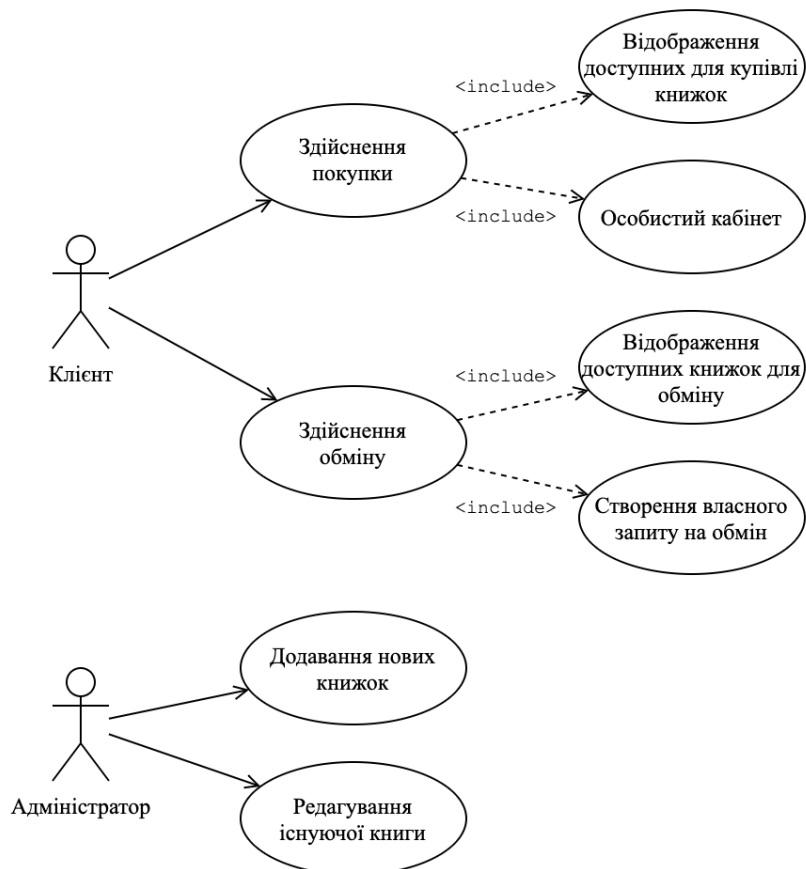 Відображення
доступних для купівлі
книжок
<include>
Здійснення
покупки
<include>
Особистий кабінет
Клієнт
Відображення
доступних книжок для
обміну
<include>
Здійснення
обміну
<include>
Створення власного
запиту на обмін
Додавання нових
книжок
Адміністратор
Редагування
існуючої книги